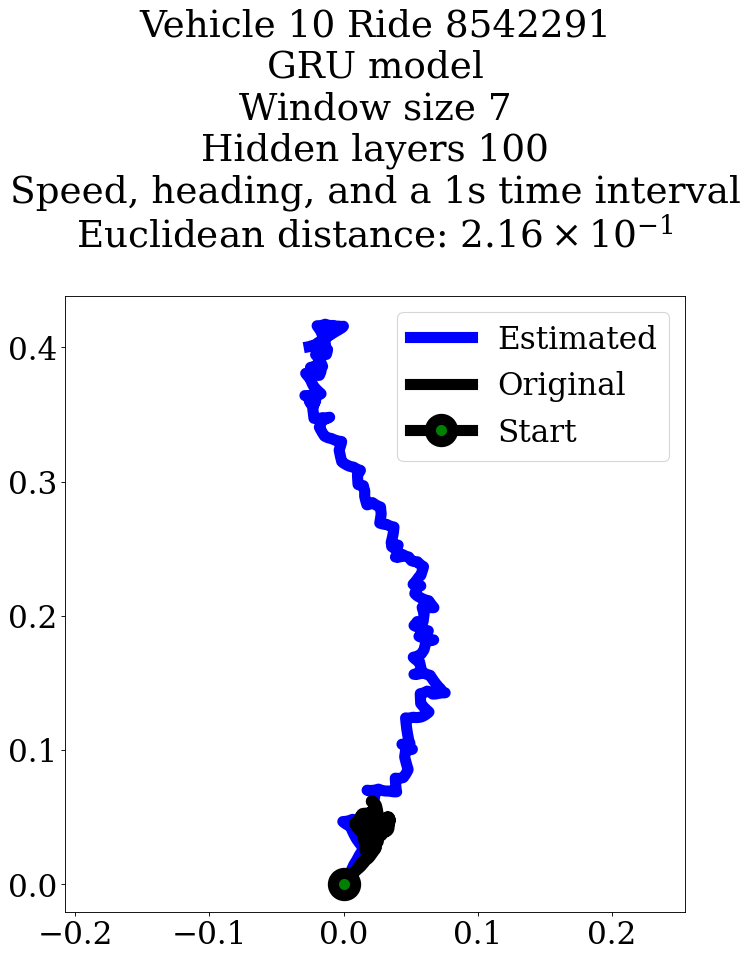 Vehicle 10 Ride 8542291
GRU model
Window size 7
Hidden layers 100
Speed, heading, and a 1s time interval
Euclidean distance: 2.16 × 10⁻¹
Estimated
Original
Start
0.4
0.3
0.2
0.1
0.0
−0.2 −0.1 0.0 0.1 0.2